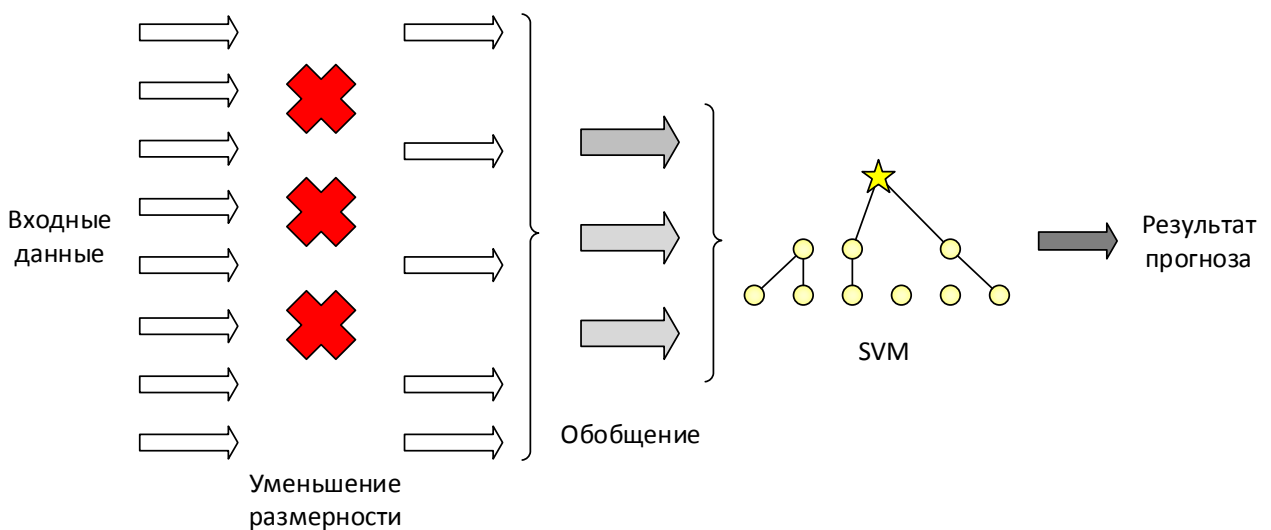 Входные
данные
Уменьшение
размерности
Обобщение
SVM
Результат
прогноза